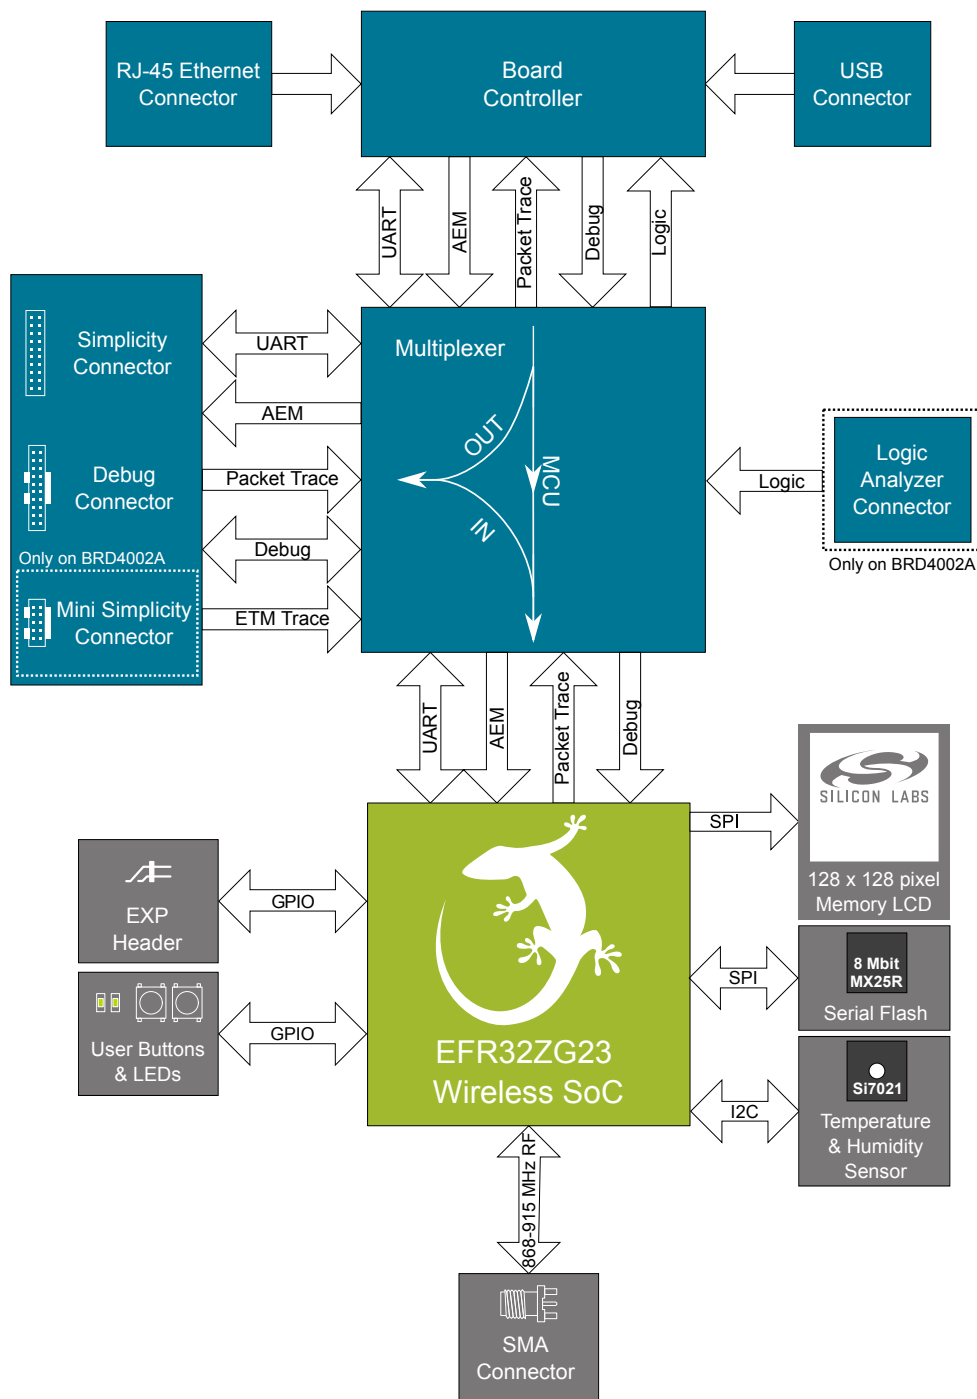 RJ-45 Ethernet
Connector
Board
Controller
USB
Connector
UART
AEM
Packet Trace
Debug
Logic
Simplicity
Connector
Debug
Connector
Only on BRD4002A
Mini Simplicity
Connector
UART
AEM
Packet Trace
Debug
ETM Trace
Multiplexer
OUT
MCU
IN
Logic
Logic
Analyzer
Connector
Only on BRD4002A
UART
AEM
Packet Trace
Debug
EXP
Header
GPIO
User Buttons
& LEDs
GPIO
EFR32ZG23
Wireless SoC
SPI
SILICON LABS
128 x 128 pixel
Memory LCD
SPI
8 Mbit
MX25R
Serial Flash
I2C
Si7021
Temperature
& Humidity
Sensor
868-915 MHz RF
SMA
Connector